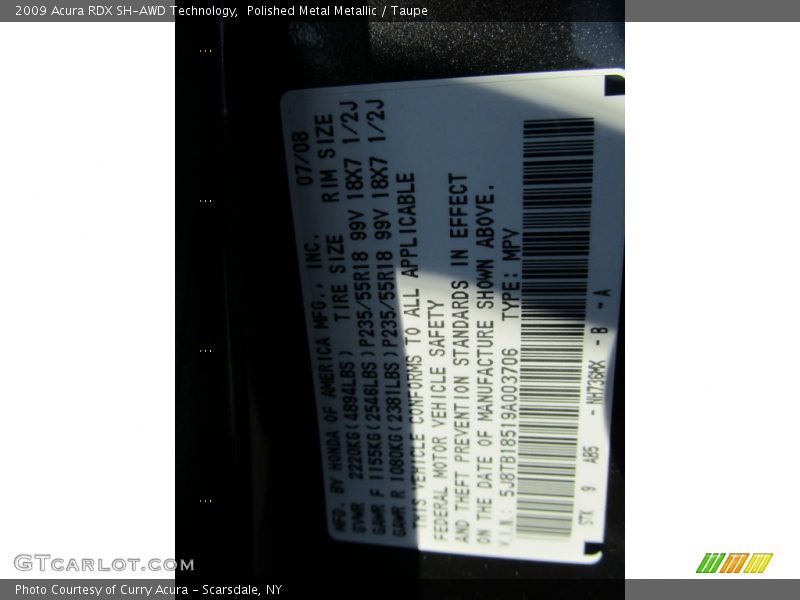 2009 Acura RDX SH-AWD Technology,  Polished Metal Metallic / Taupe
MFD. BY HONDA OF AMERICA MFG., INC. 07/08
GVWR 2220KG(4894LBS) TIRE SIZE RIM SIZE
GAWR F 1155KG(2546LBS)P235/55R18 99V 18X7 1/2J
GAWR R 1080KG(2381LBS)P235/55R18 99V 18X7 1/2J
THIS VEHICLE CONFORMS TO ALL APPLICABLE
FEDERAL MOTOR VEHICLE SAFETY
AND THEFT PREVENTION STANDARDS IN EFFECT
ON THE DATE OF MANUFACTURE SHOWN ABOVE.
V.I.N.: 5J8TB18519A003706 TYPE: MPV
STK 9 AB5 - NH736MX - B - A
GTCARLOT.COM
Photo Courtesy of Curry Acura - Scarsdale, NY